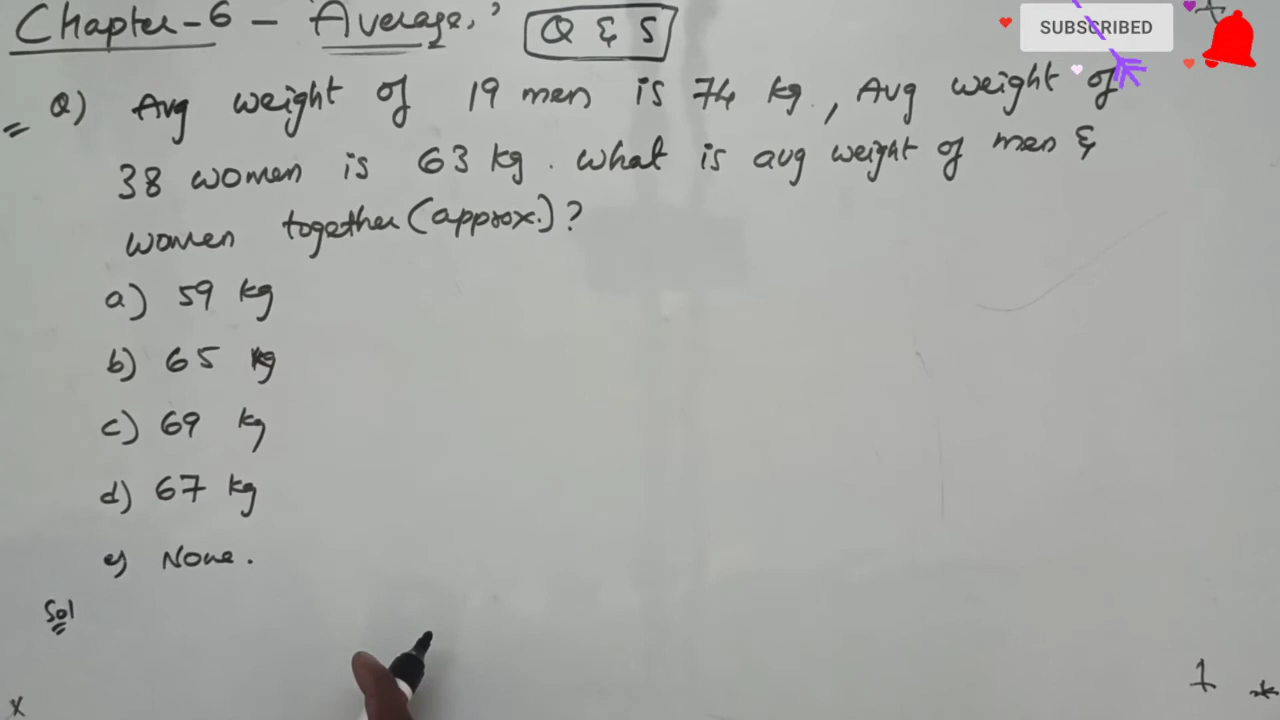 Chapter-6 - 'Average.' Q & S
SUBSCRIBED
Q) Avg weight of 19 men is 74 kg, Avg weight of
38 women is 63 kg. What is avg weight of men &
women together (approx.)?
a) 59 kg
b) 65 kg
c) 69 kg
d) 67 kg
e) None.
Sol